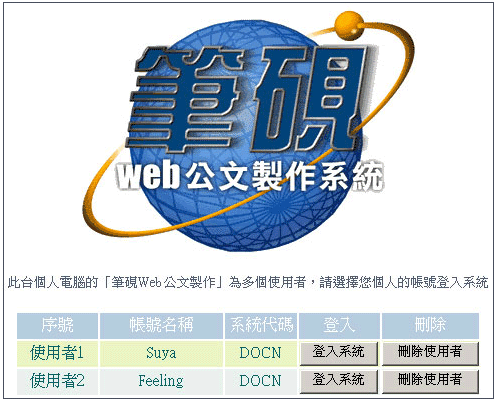 筆硯
web公文製作系統
此台個人電腦的「筆硯Web公文製作」為多個使用者，請選擇您個人的帳號登入系統
序號 帳號名稱 系統代碼 登入 刪除
使用者1 Suya DOCN 登入系統 刪除使用者
使用者2 Feeling DOCN 登入系統 刪除使用者